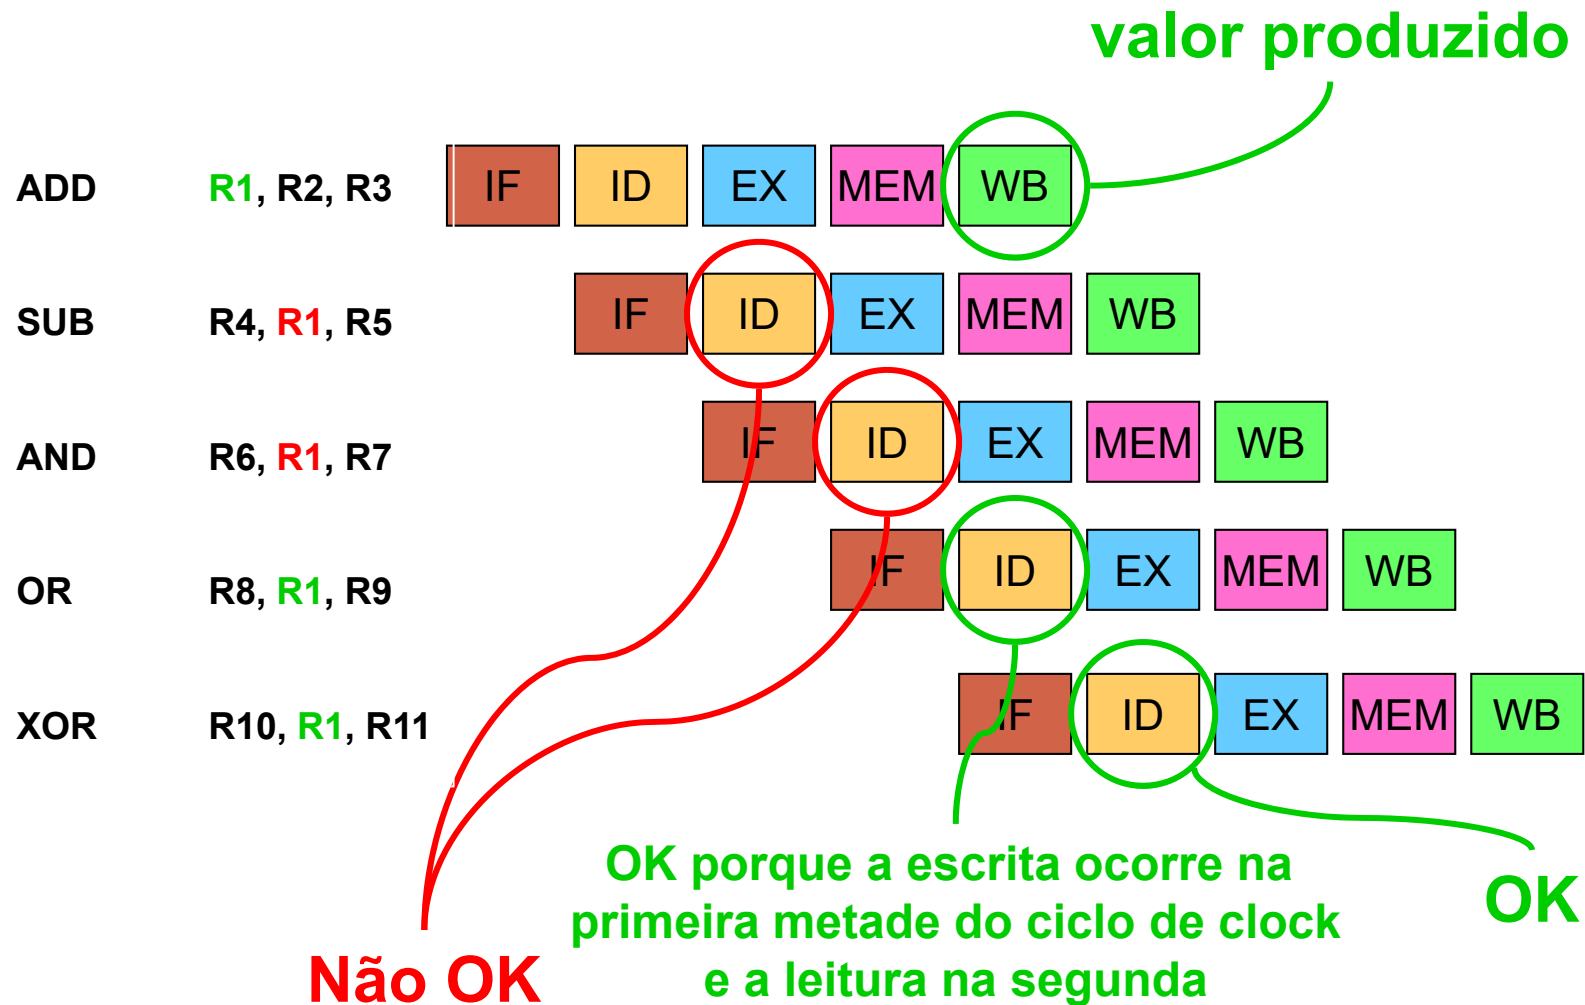 valor produzido
ADD R1, R2, R3 IF ID EX MEM WB
SUB R4, R1, R5 IF ID EX MEM WB
AND R6, R1, R7 IF ID EX MEM WB
OR R8, R1, R9 IF ID EX MEM WB
XOR R10, R1, R11 IF ID EX MEM WB
OK porque a escrita ocorre na
primeira metade do ciclo de clock
e a leitura na segunda
OK
Não OK